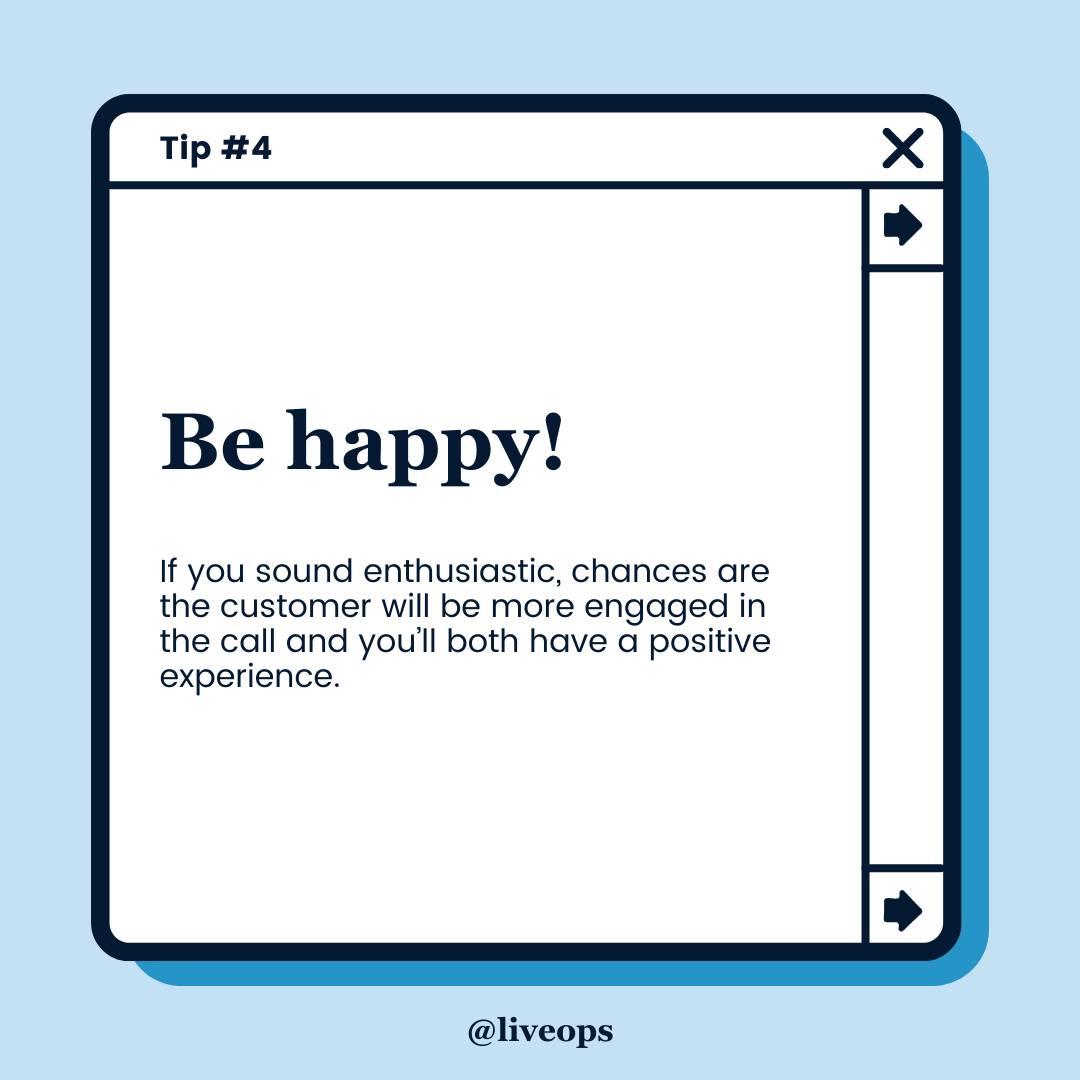 Tip #4
Be happy!
If you sound enthusiastic, chances are
the customer will be more engaged in
the call and you’ll both have a positive
experience.
@liveops